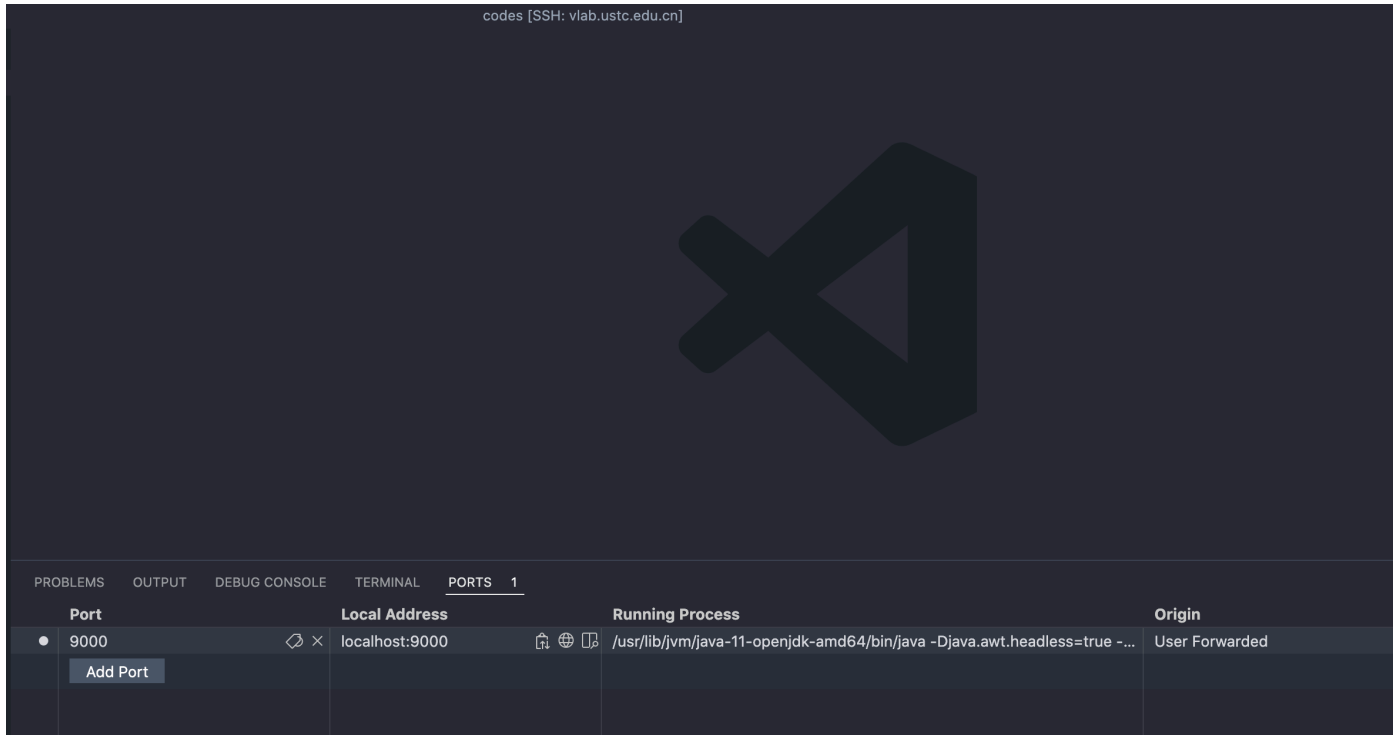 codes [SSH: vlab.ustc.edu.cn]
PROBLEMS OUTPUT DEBUG CONSOLE TERMINAL PORTS 1
Port Local Address Running Process Origin
9000 localhost:9000 /usr/lib/jvm/java-11-openjdk-amd64/bin/java -Djava.awt.headless=true -... User Forwarded
Add Port